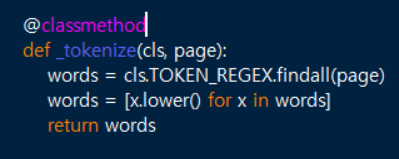 @classmethod
def _tokenize(cls, page):
    words = cls.TOKEN_REGEX.findall(page)
    words = [x.lower() for x in words]
    return words